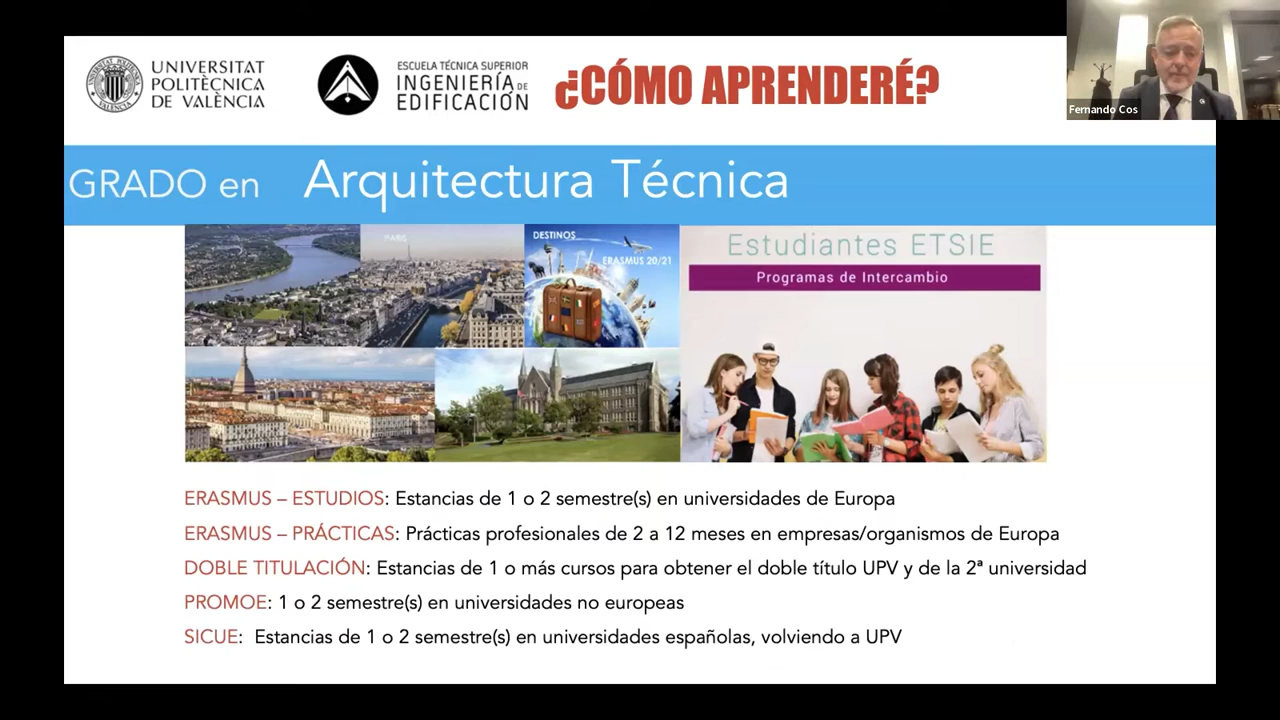 UNIVERSITAT
POLITÈCNICA
DE VALÈNCIA
ESCUELA TÉCNICA SUPERIOR
INGENIERÍA DE
EDIFICACIÓN
¿CÓMO APRENDERÉ?
Fernando Cos
GRADO en Arquitectura Técnica
PARIS
DESTINOS
ERASMUS 20/21
Estudiantes ETSIE
Programas de Intercambio
ERASMUS – ESTUDIOS: Estancias de 1 o 2 semestre(s) en universidades de Europa
ERASMUS – PRÁCTICAS: Prácticas profesionales de 2 a 12 meses en empresas/organismos de Europa
DOBLE TITULACIÓN: Estancias de 1 o más cursos para obtener el doble título UPV y de la 2ª universidad
PROMOE: 1 o 2 semestre(s) en universidades no europeas
SICUE: Estancias de 1 o 2 semestre(s) en universidades españolas, volviendo a UPV